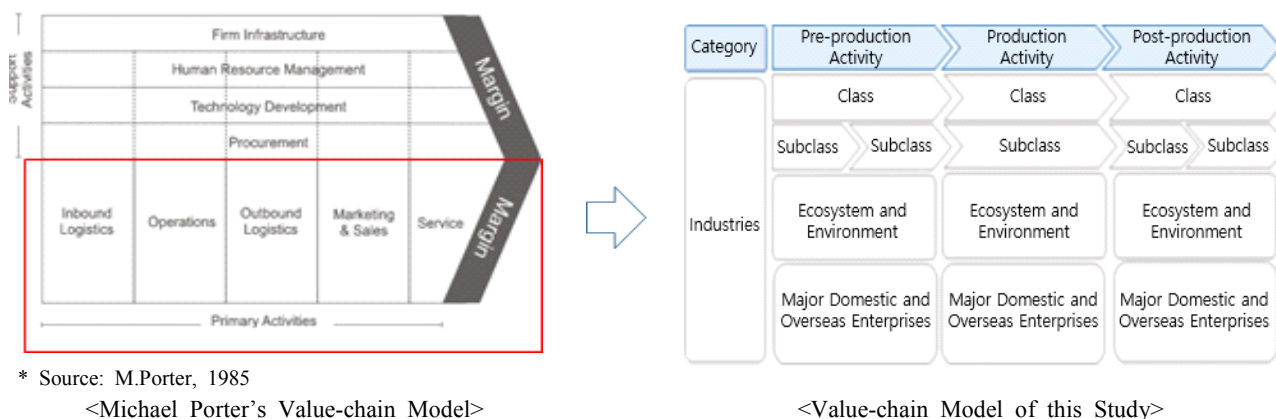 Support
Activities
Firm Infrastructure
Human Resource Management
Technology Development
Procurement
Inbound
Logistics
Operations
Outbound
Logistics
Marketing
& Sales
Service
Margin
Margin
Primary Activities
* Source: M.Porter, 1985
<Michael Porter's Value-chain Model>
Category
Pre-production
Activity
Production
Activity
Post-production
Activity
Industries
Class
Class
Class
Subclass
Subclass
Subclass
Subclass
Subclass
Ecosystem and
Environment
Ecosystem and
Environment
Ecosystem and
Environment
Major Domestic and
Overseas Enterprises
Major Domestic and
Overseas Enterprises
Major Domestic and
Overseas Enterprises
<Value-chain Model of this Study>